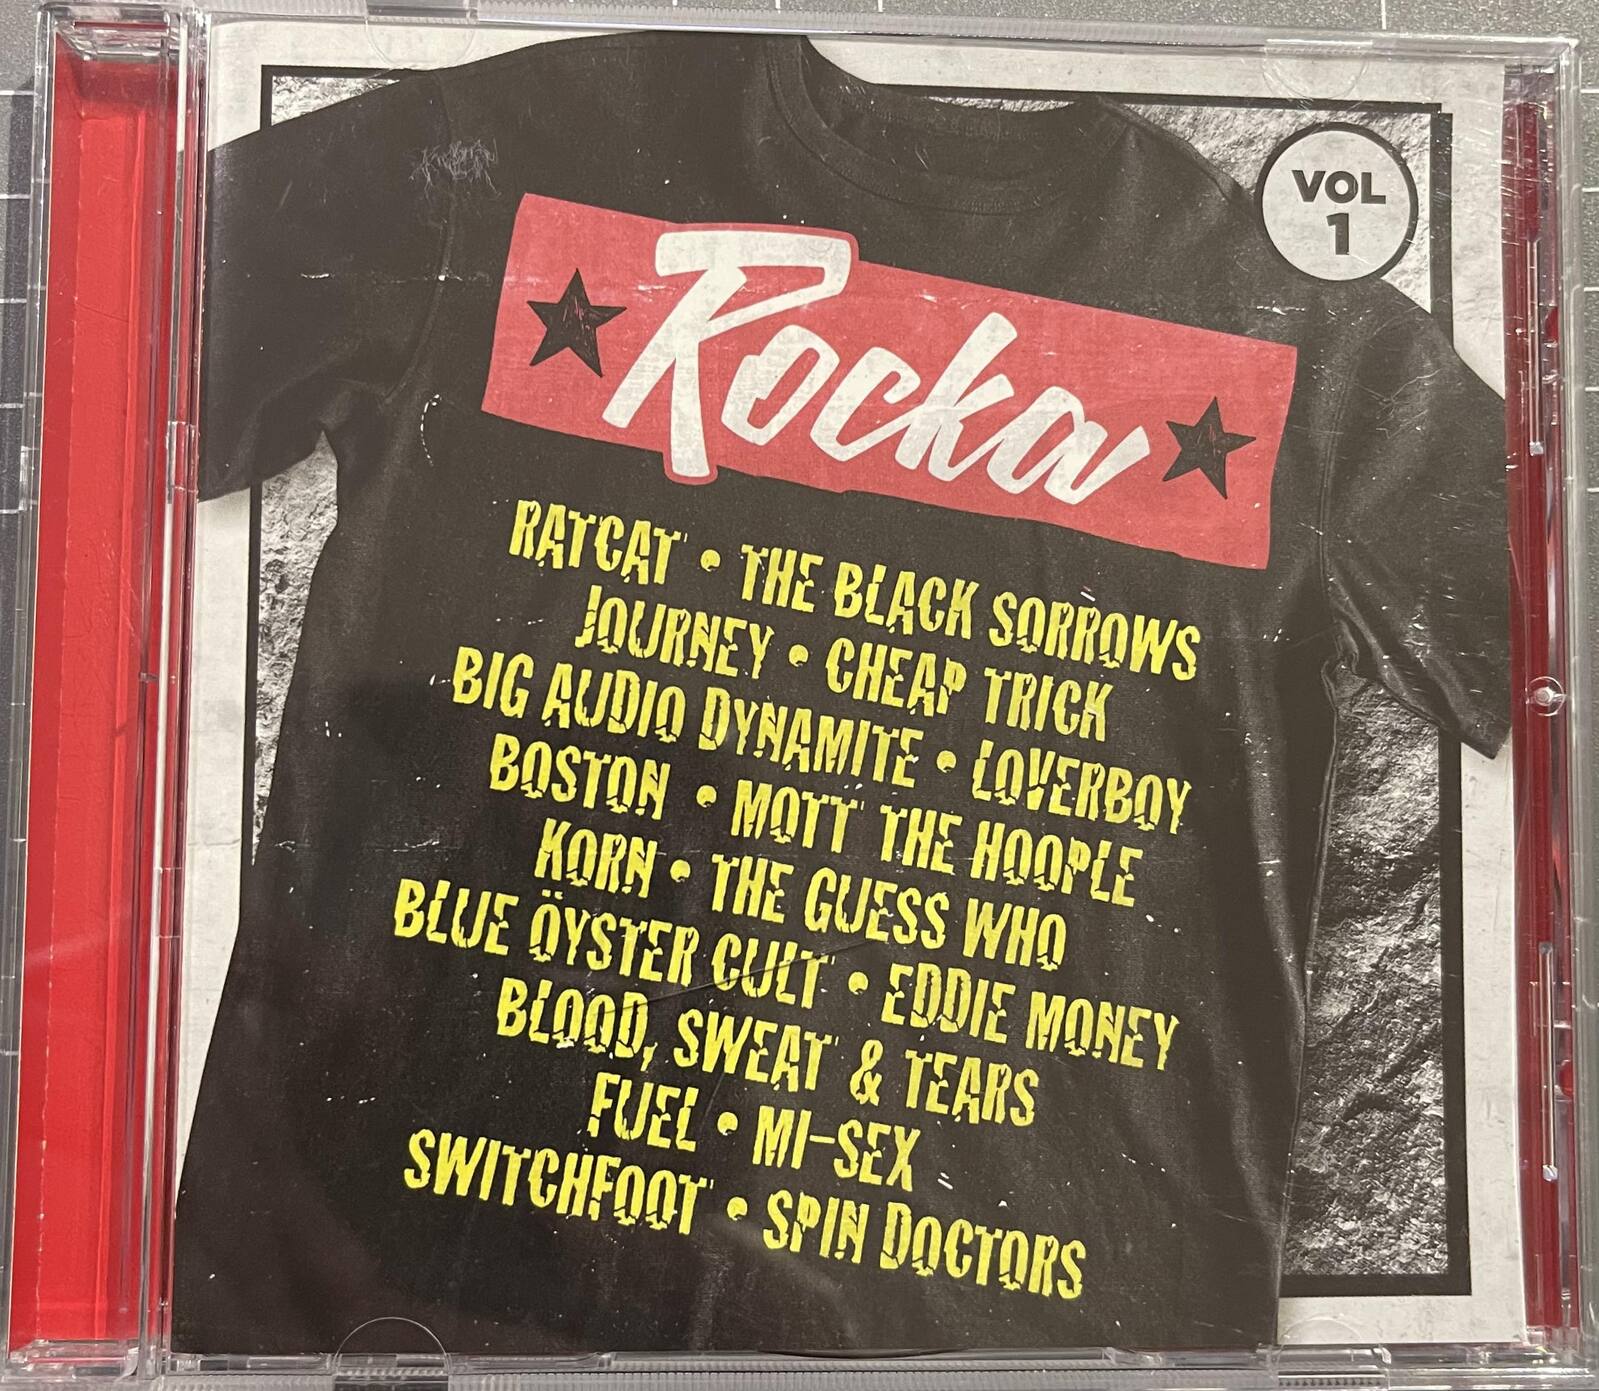 VOL
1
Rocka
RATCAT • THE BLACK SORROWS
JOURNEY • CHEAP TRICK
BIG AUDIO DYNAMITE • LOVERBOY
BOSTON • MOTT THE HOOPLE
KORN • THE GUESS WHO
BLUE ÖYSTER CULT • EDDIE MONEY
BLOOD, SWEAT & TEARS
FUEL • MI-SEX
SWITCHFOOT • SPIN DOCTORS